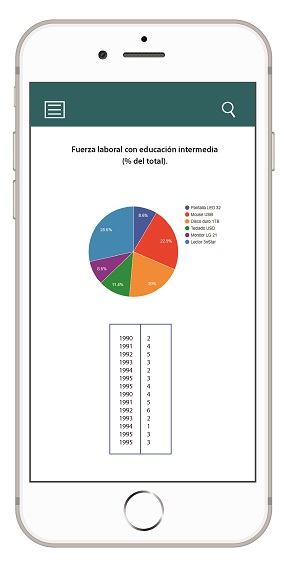 Fuerza laboral con educación intermedia
(% del total).
8.6%
22.9%
20%
11.4%
8.6%
28.6%
Pantalla LED 32
Mouse USB
Disco duro 1TB
Teclado USD
Monitor LG 21
Lector 3nStar
1990 2
1991 4
1992 5
1993 3
1994 2
1995 3
1995 4
1990 4
1991 5
1992 6
1993 2
1994 1
1995 3
1995 3